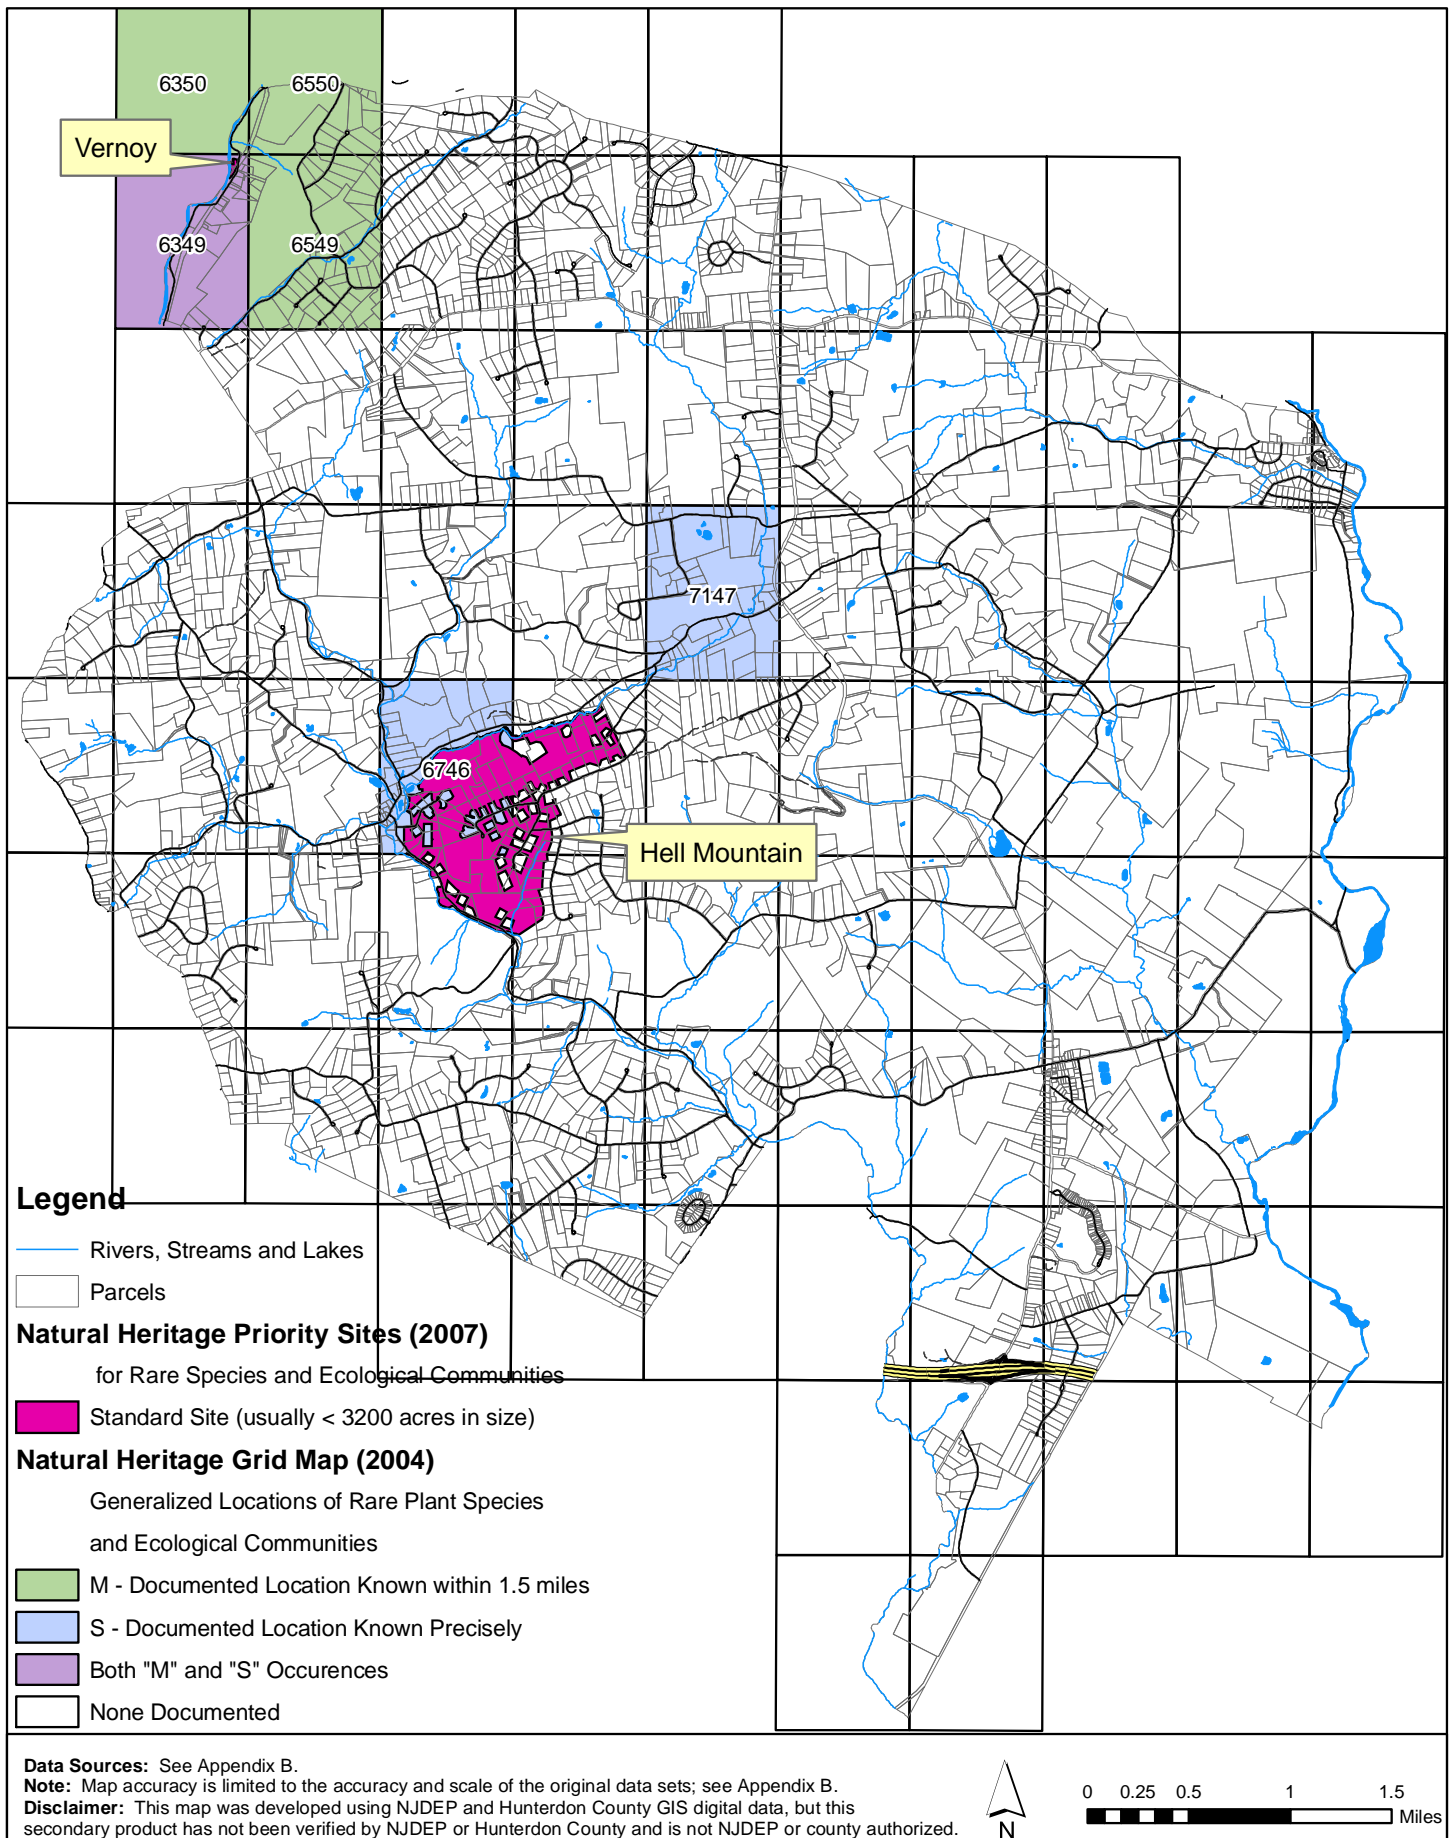 6350
6550
Vernoy
6349
6549
7147
6746
Hell Mountain
Legend
Rivers, Streams and Lakes
Parcels
Natural Heritage Priority Sites (2007)
for Rare Species and Ecological Communities
Standard Site (usually < 3200 acres in size)
Natural Heritage Grid Map (2004)
Generalized Locations of Rare Plant Species
and Ecological Communities
M - Documented Location Known within 1.5 miles
S - Documented Location Known Precisely
Both "M" and "S" Occurences
None Documented
Data Sources: See Appendix B.
Note: Map accuracy is limited to the accuracy and scale of the original data sets; see Appendix B.
Disclaimer: This map was developed using NJDEP and Hunterdon County GIS digital data, but this
secondary product has not been verified by NJDEP or Hunterdon County and is not NJDEP or county authorized.
N
0 0.25 0.5 1 1.5
Miles